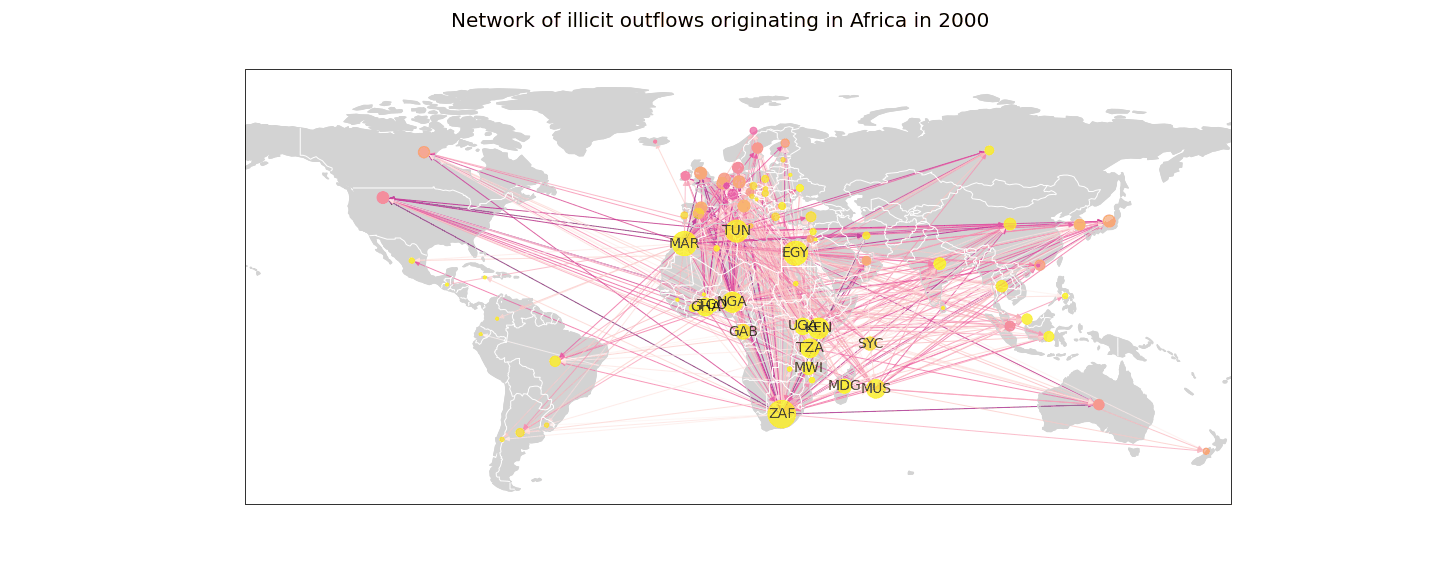 Network of illicit outflows originating in Africa in 2000
TUN
MAR
EGY
NGA
TGO
GHA
UGA
KEN
GAB
SYC
TZA
MWI
MDG
MUS
ZAF